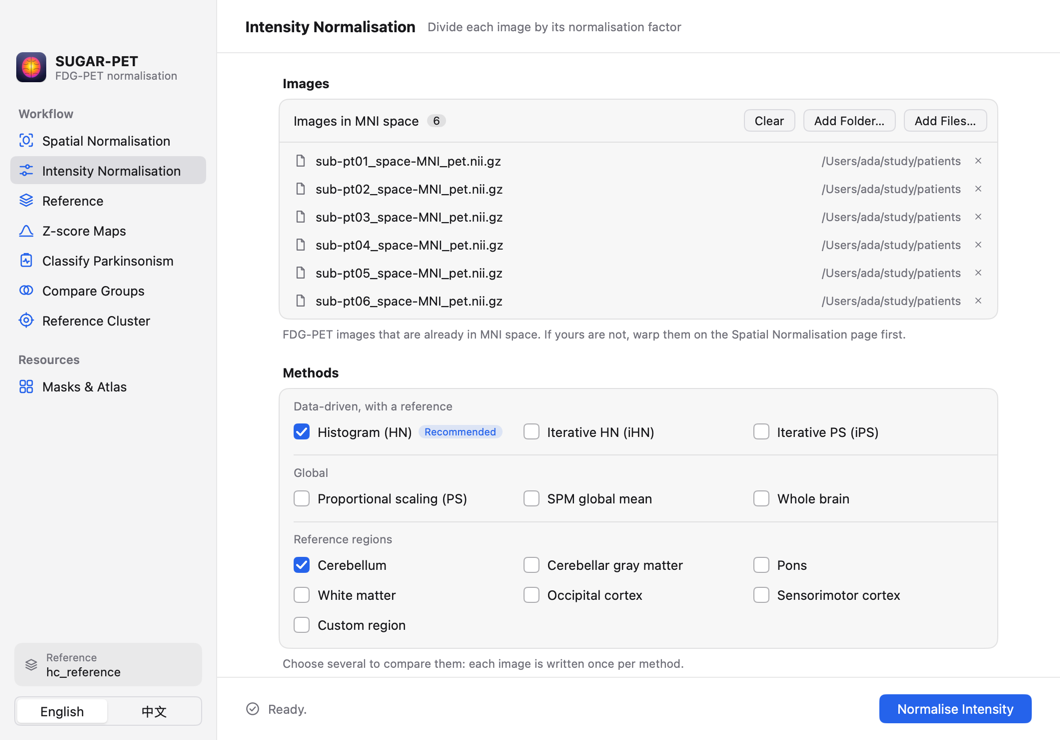 SUGAR-PET
FDG-PET normalisation
Workflow
Spatial Normalisation
Intensity Normalisation
Reference
Z-score Maps
Classify Parkinsonism
Compare Groups
Reference Cluster
Resources
Masks & Atlas
Reference
hc_reference
English 中文
Intensity Normalisation Divide each image by its normalisation factor
Images
Images in MNI space 6 Clear Add Folder... Add Files...
sub-pt01_space-MNI_pet.nii.gz /Users/ada/study/patients ×
sub-pt02_space-MNI_pet.nii.gz /Users/ada/study/patients ×
sub-pt03_space-MNI_pet.nii.gz /Users/ada/study/patients ×
sub-pt04_space-MNI_pet.nii.gz /Users/ada/study/patients ×
sub-pt05_space-MNI_pet.nii.gz /Users/ada/study/patients ×
sub-pt06_space-MNI_pet.nii.gz /Users/ada/study/patients ×
FDG-PET images that are already in MNI space. If yours are not, warp them on the Spatial Normalisation page first.
Methods
Data-driven, with a reference
Histogram (HN) Recommended Iterative HN (iHN) Iterative PS (iPS)
Global
Proportional scaling (PS) SPM global mean Whole brain
Reference regions
Cerebellum Cerebellar gray matter Pons
White matter Occipital cortex Sensorimotor cortex
Custom region
Choose several to compare them: each image is written once per method.
Ready. Normalise Intensity